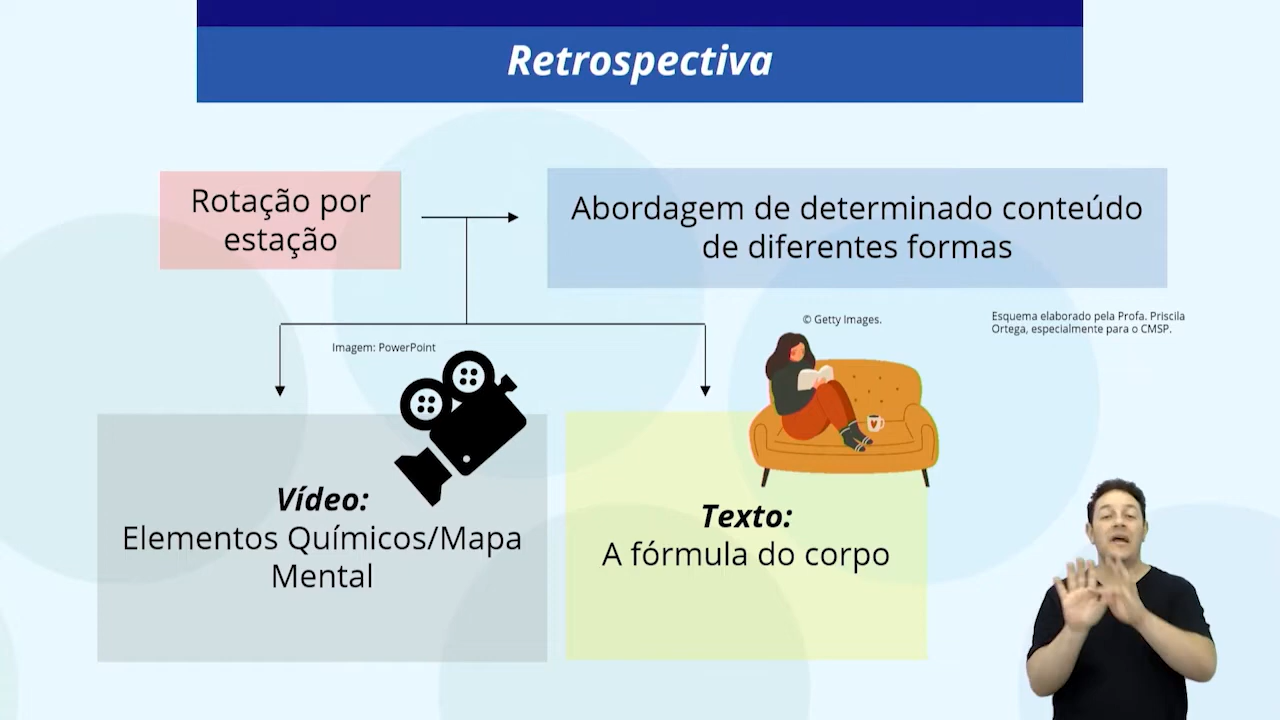 Retrospectiva
Rotação por
estação
Abordagem de determinado conteúdo
de diferentes formas
© Getty Images.
Esquema elaborado pela Profa. Priscila
Ortega, especialmente para o CMSP.
Imagem: PowerPoint
Vídeo:
Elementos Químicos/Mapa
Mental
Texto:
A fórmula do corpo